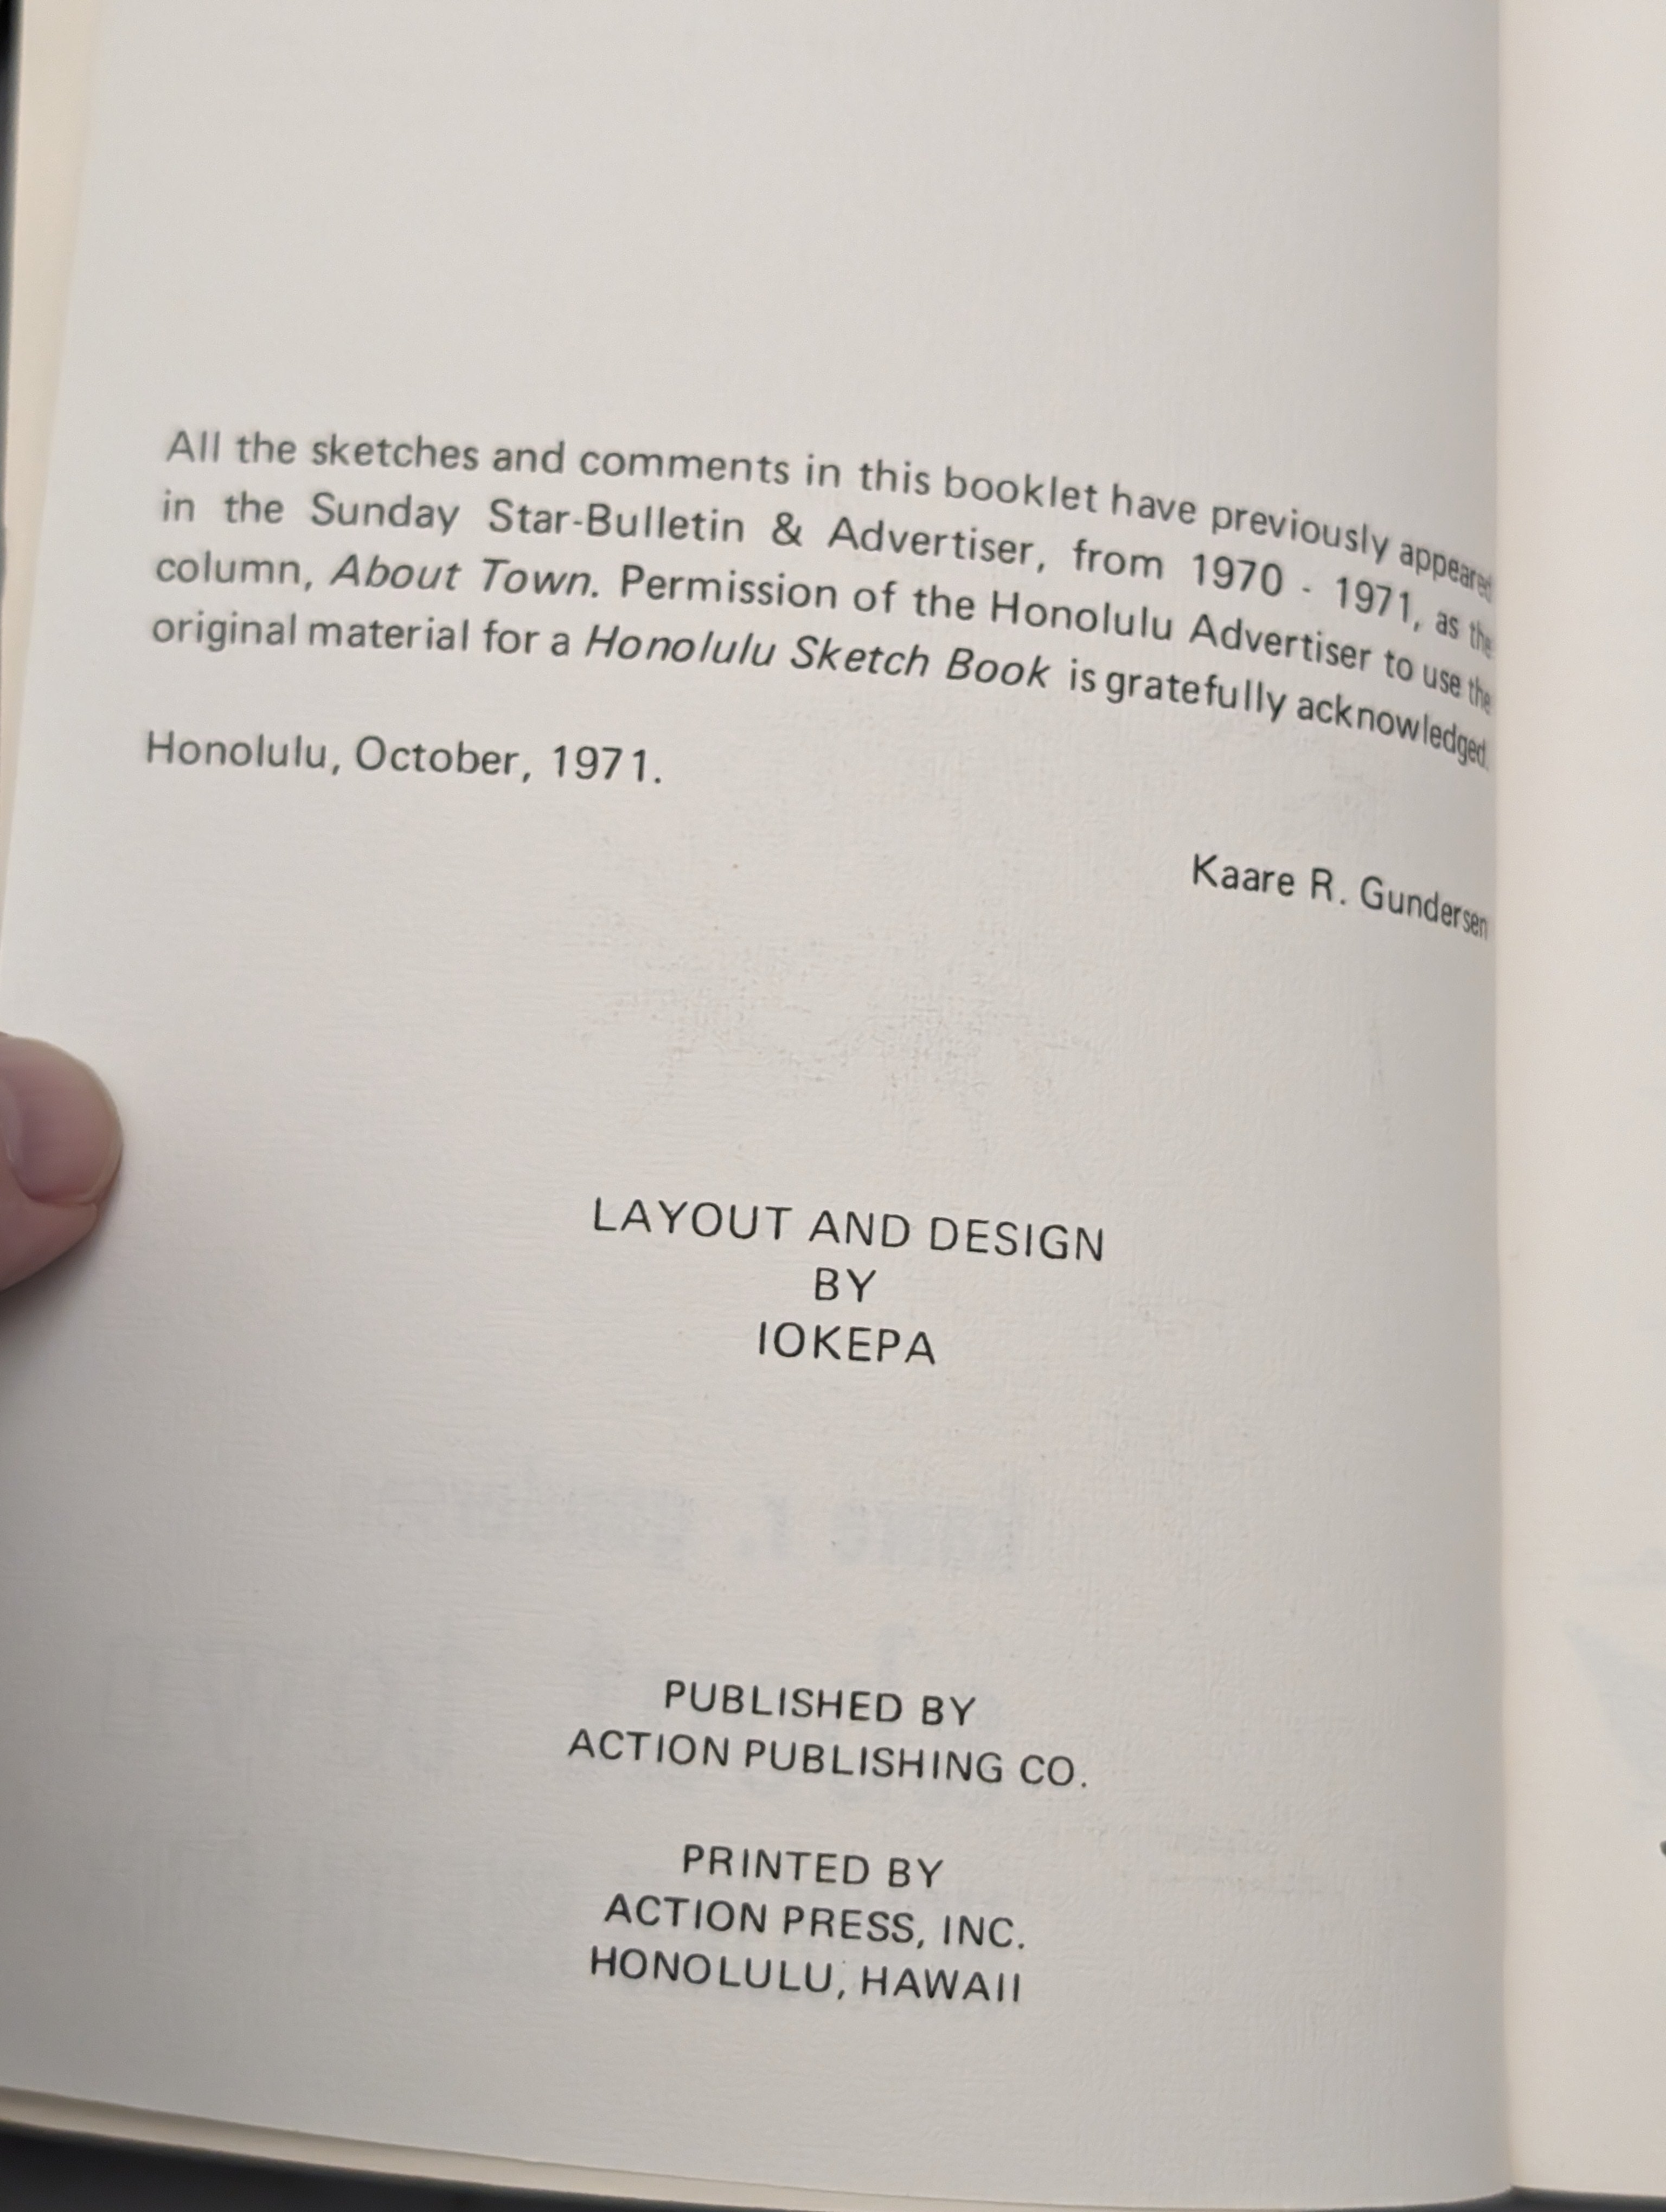 All the sketches and comments in this booklet have previously appeared
in the Sunday Star-Bulletin & Advertiser, from 1970 - 1971, as the
column, About Town. Permission of the Honolulu Advertiser to use the
original material for a Honolulu Sketch Book is gratefully acknowledged.
Honolulu, October, 1971.
Kaare R. Gundersen
LAYOUT AND DESIGN
BY
IOKEPA
PUBLISHED BY
ACTION PUBLISHING CO.
PRINTED BY
ACTION PRESS, INC.
HONOLULU, HAWAII